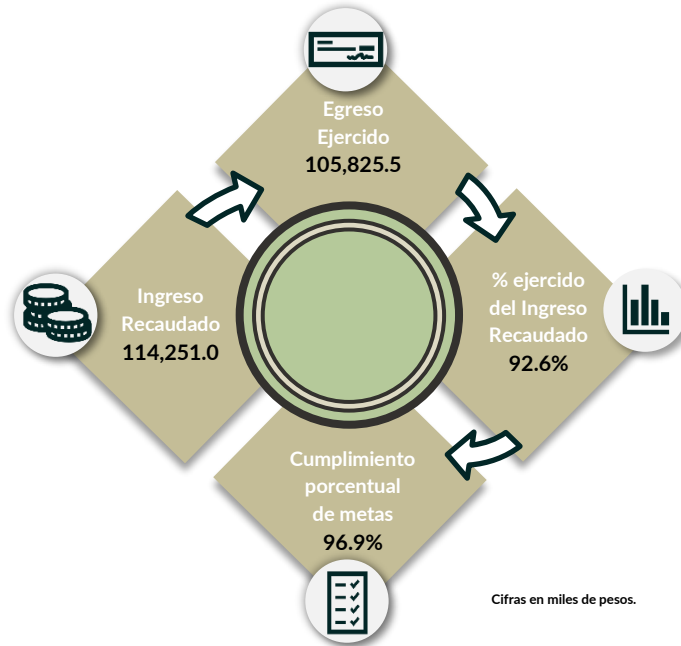 Egreso
Ejercido
105,825.5
Ingreso
Recaudado
114,251.0
% ejercido
del Ingreso
Recaudado
92.6%
Cumplimiento
porcentual
de metas
96.9%
Cifras en miles de pesos.